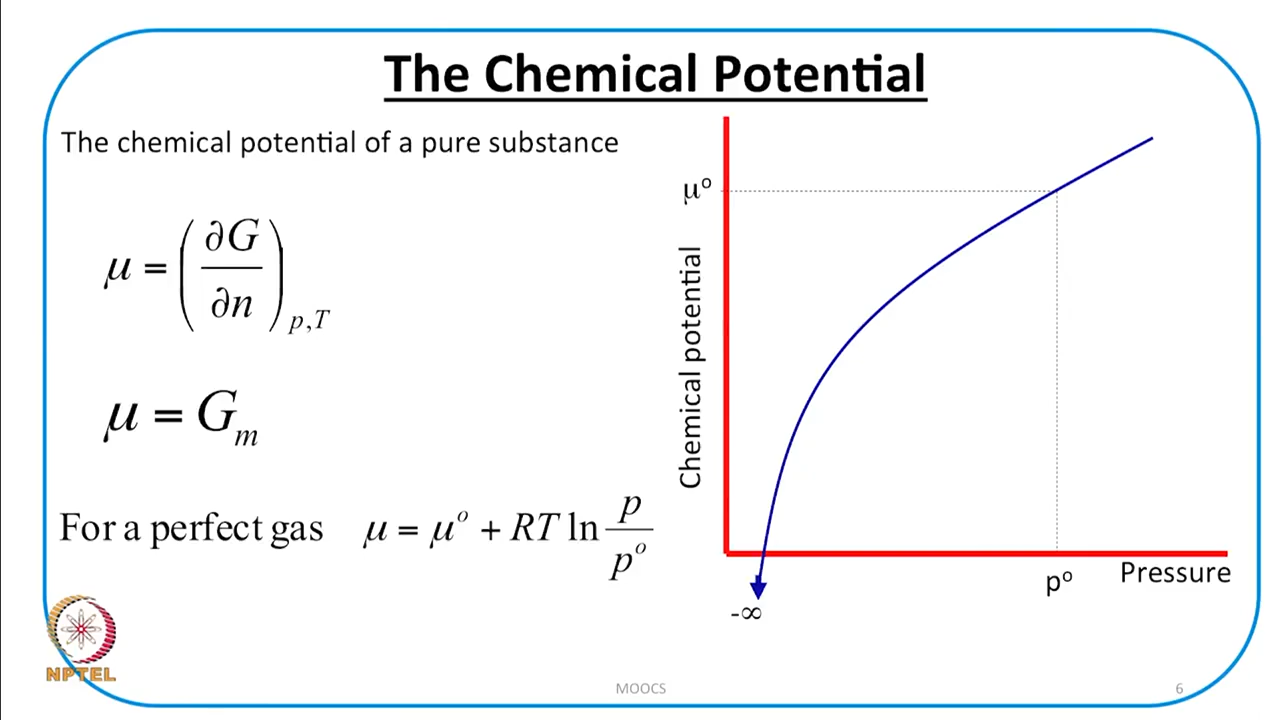 The Chemical Potential
The chemical potential of a pure substance
μ = (∂G/∂n)p,T
μ = Gm
For a perfect gas μ = μ° + RT ln p/p°
μ°
Chemical potential
p°
Pressure
-∞
NPTEL
MOOCS
6